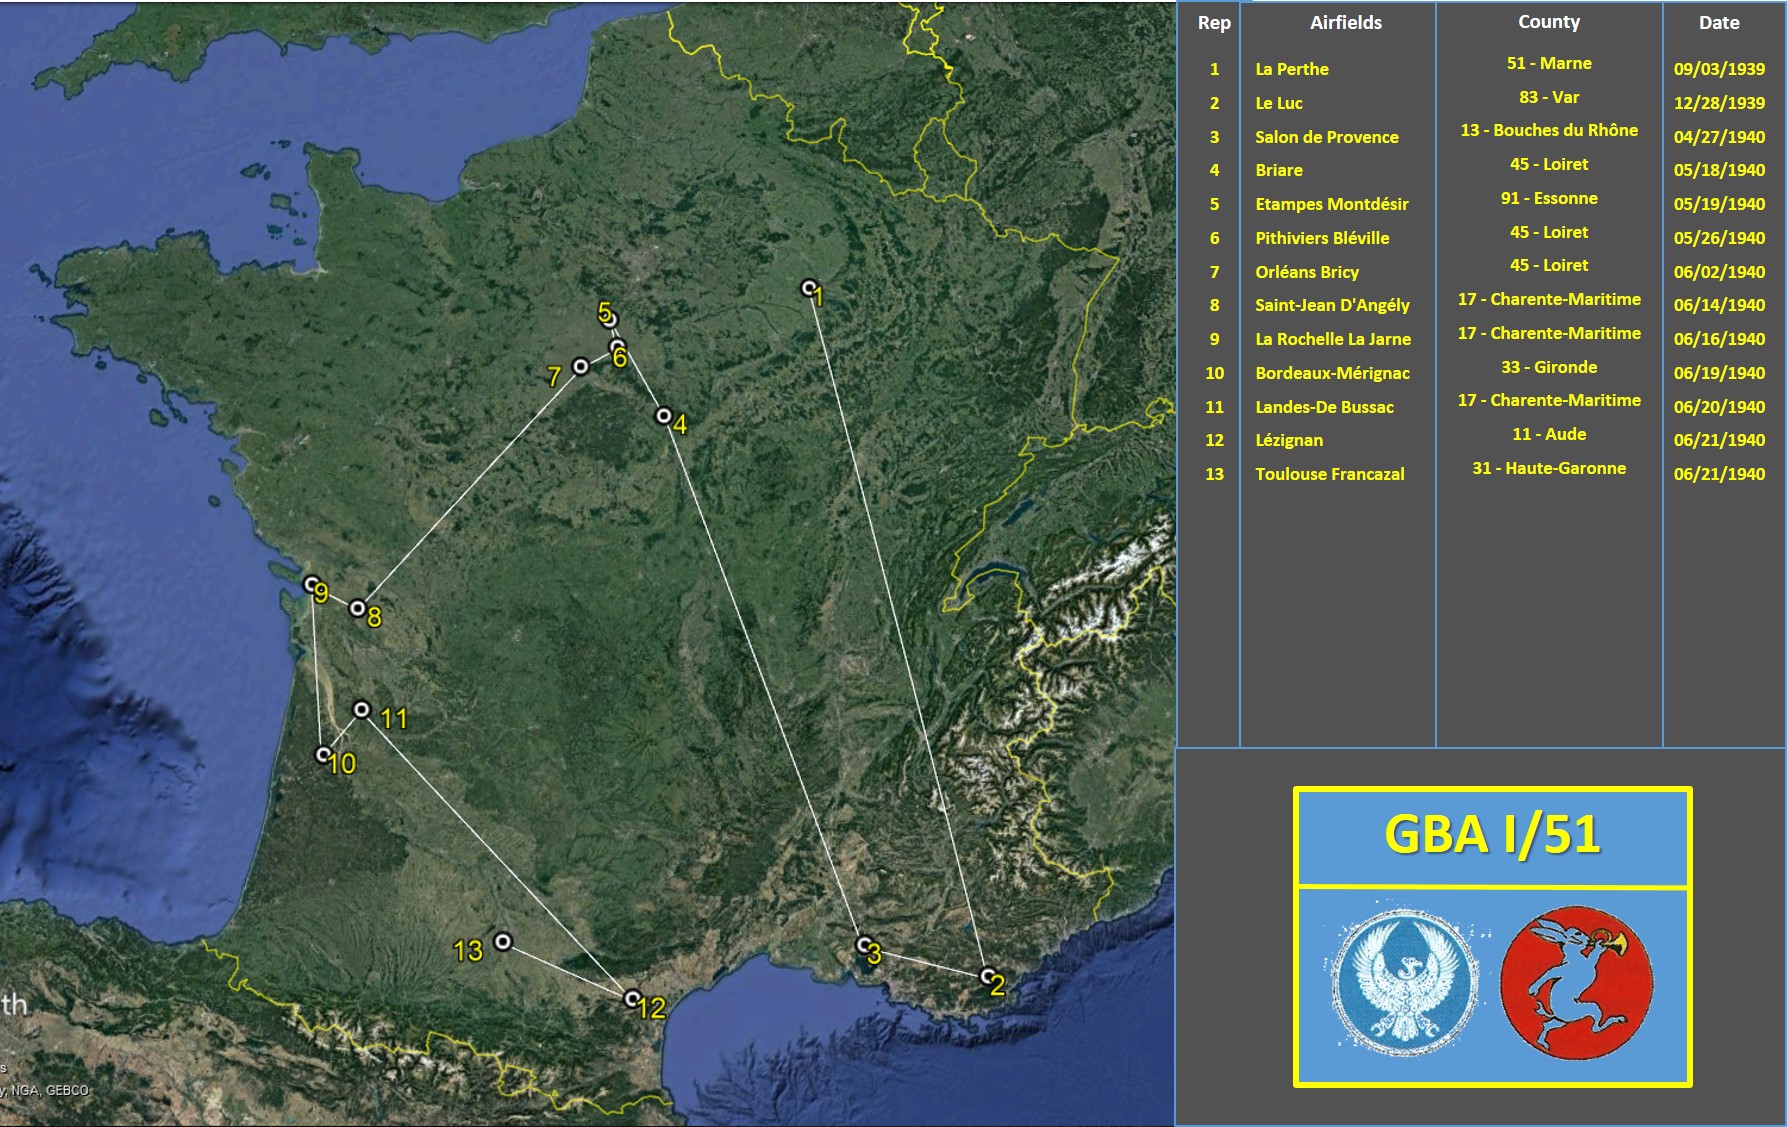 Rep Airfields County Date
1 La Perthe 51 - Marne 09/03/1939
2 Le Luc 83 - Var 12/28/1939
3 Salon de Provence 13 - Bouches du Rhône 04/27/1940
4 Briare 45 - Loiret 05/18/1940
5 Etampes Montdésir 91 - Essonne 05/19/1940
6 Pithiviers Bléville 45 - Loiret 05/26/1940
7 Orléans Bricy 45 - Loiret 06/02/1940
8 Saint-Jean D'Angély 17 - Charente-Maritime 06/14/1940
9 La Rochelle La Jarne 17 - Charente-Maritime 06/16/1940
10 Bordeaux-Mérignac 33 - Gironde 06/19/1940
11 Landes-De Bussac 17 - Charente-Maritime 06/20/1940
12 Lézignan 11 - Aude 06/21/1940
13 Toulouse Francazal 31 - Haute-Garonne 06/21/1940
1
5
6
7
4
9
8
11
10
13
3
2
12
th
s
y, NGA, GEBCO
GBA I/51